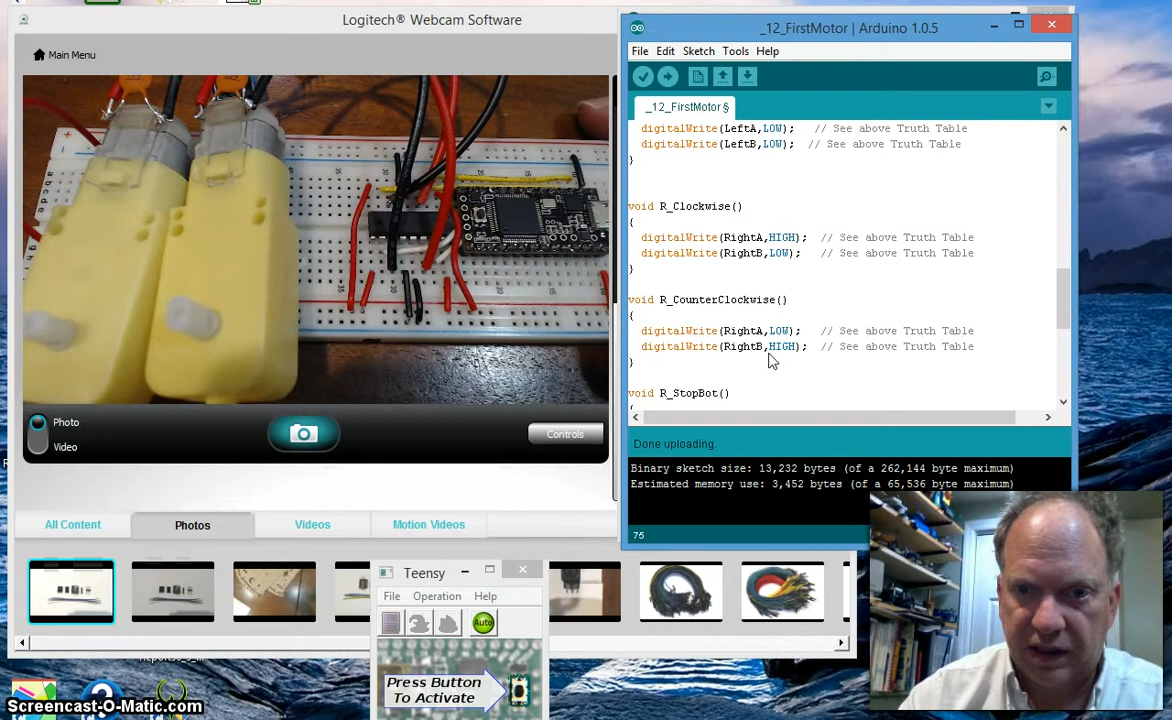 Logitech® Webcam Software
Main Menu
Photo
Video
Controls
All Content
Photos
Videos
Motion Videos
_12_FirstMotor | Arduino 1.0.5
File Edit Sketch Tools Help
_12_FirstMotor §
digitalWrite(LeftA,LOW); // See above Truth Table
digitalWrite(LeftB,LOW); // See above Truth Table
}
void R_Clockwise()
{
digitalWrite(RightA,HIGH); // See above Truth Table
digitalWrite(RightB,LOW); // See above Truth Table
}
void R_CounterClockwise()
{
digitalWrite(RightA,LOW); // See above Truth Table
digitalWrite(RightB,HIGH); // See above Truth Table
}
void R_StopBot()
{
Done uploading.
Binary sketch size: 13,232 bytes (of a 262,144 byte maximum)
Estimated memory use: 3,452 bytes (of a 65,536 byte maximum)
75
Teensy
File Operation Help
Auto
Press Button
To Activate
Screencast-O-Matic.com